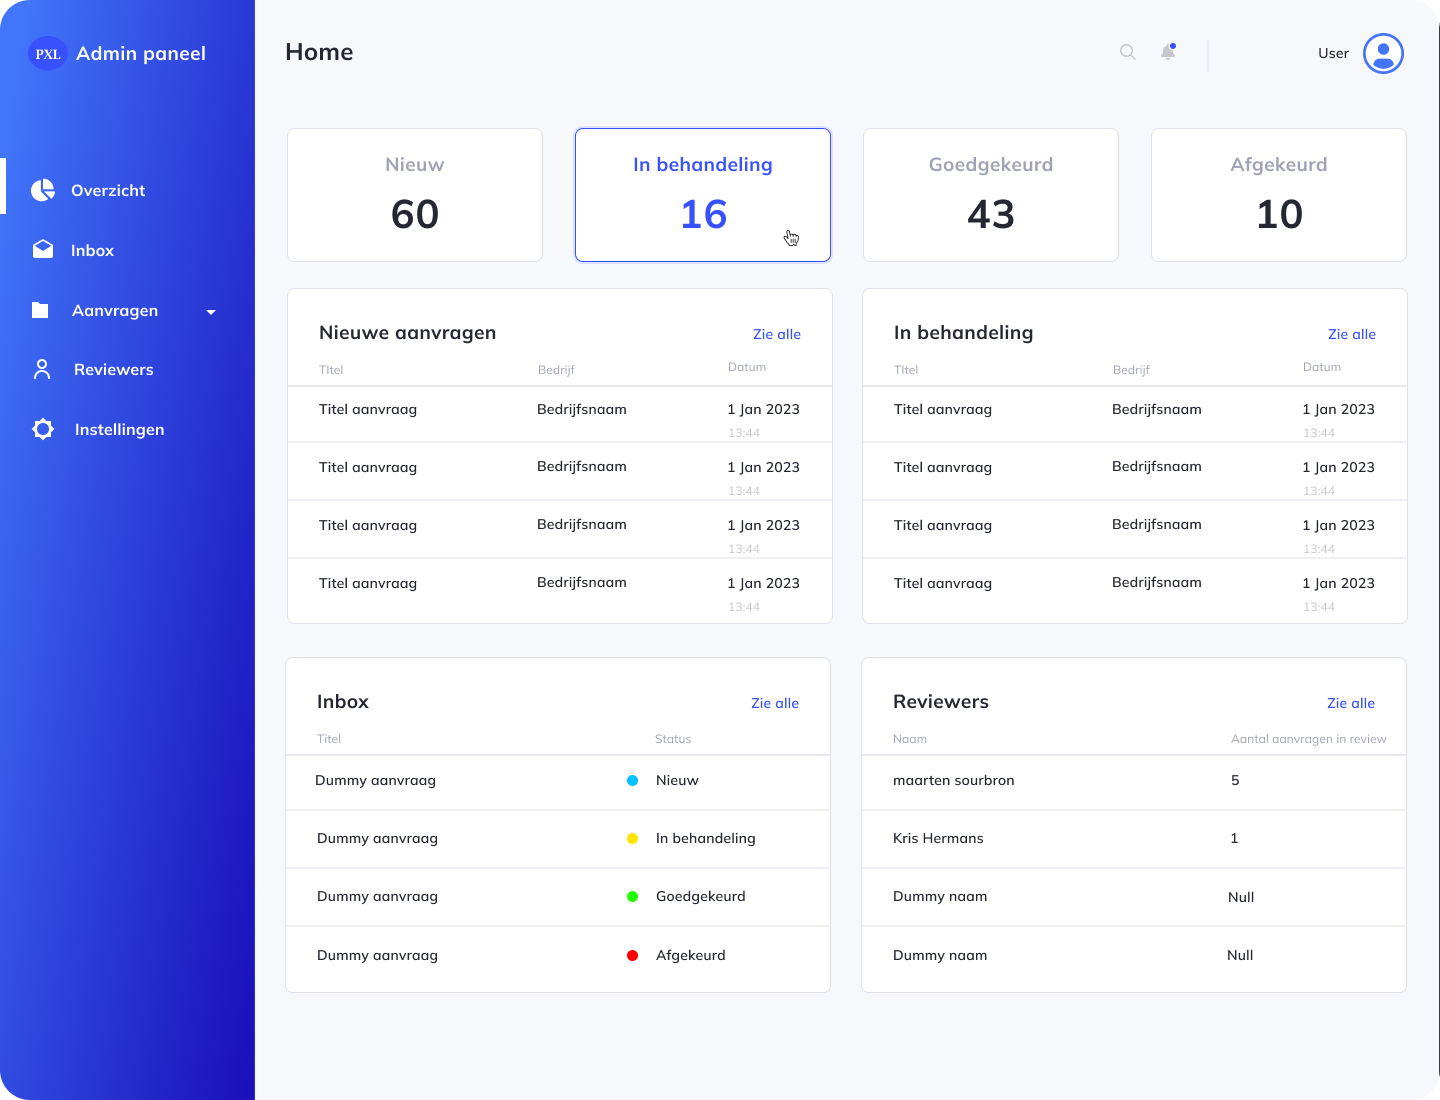 PXL Admin paneel
Overzicht
Inbox
Aanvragen
Reviewers
Instellingen
Home
User
Nieuw
60
In behandeling
16
Goedgekeurd
43
Afgekeurd
10
Nieuwe aanvragen Zie alle
TItel Bedrijf Datum
Titel aanvraag Bedrijfsnaam 1 Jan 2023
13:44
Titel aanvraag Bedrijfsnaam 1 Jan 2023
13:44
Titel aanvraag Bedrijfsnaam 1 Jan 2023
13:44
Titel aanvraag Bedrijfsnaam 1 Jan 2023
13:44
In behandeling Zie alle
TItel Bedrijf Datum
Titel aanvraag Bedrijfsnaam 1 Jan 2023
13:44
Titel aanvraag Bedrijfsnaam 1 Jan 2023
13:44
Titel aanvraag Bedrijfsnaam 1 Jan 2023
13:44
Titel aanvraag Bedrijfsnaam 1 Jan 2023
13:44
Inbox Zie alle
Titel Status
Dummy aanvraag Nieuw
Dummy aanvraag In behandeling
Dummy aanvraag Goedgekeurd
Dummy aanvraag Afgekeurd
Reviewers Zie alle
Naam Aantal aanvragen in review
maarten sourbron 5
Kris Hermans 1
Dummy naam Null
Dummy naam Null